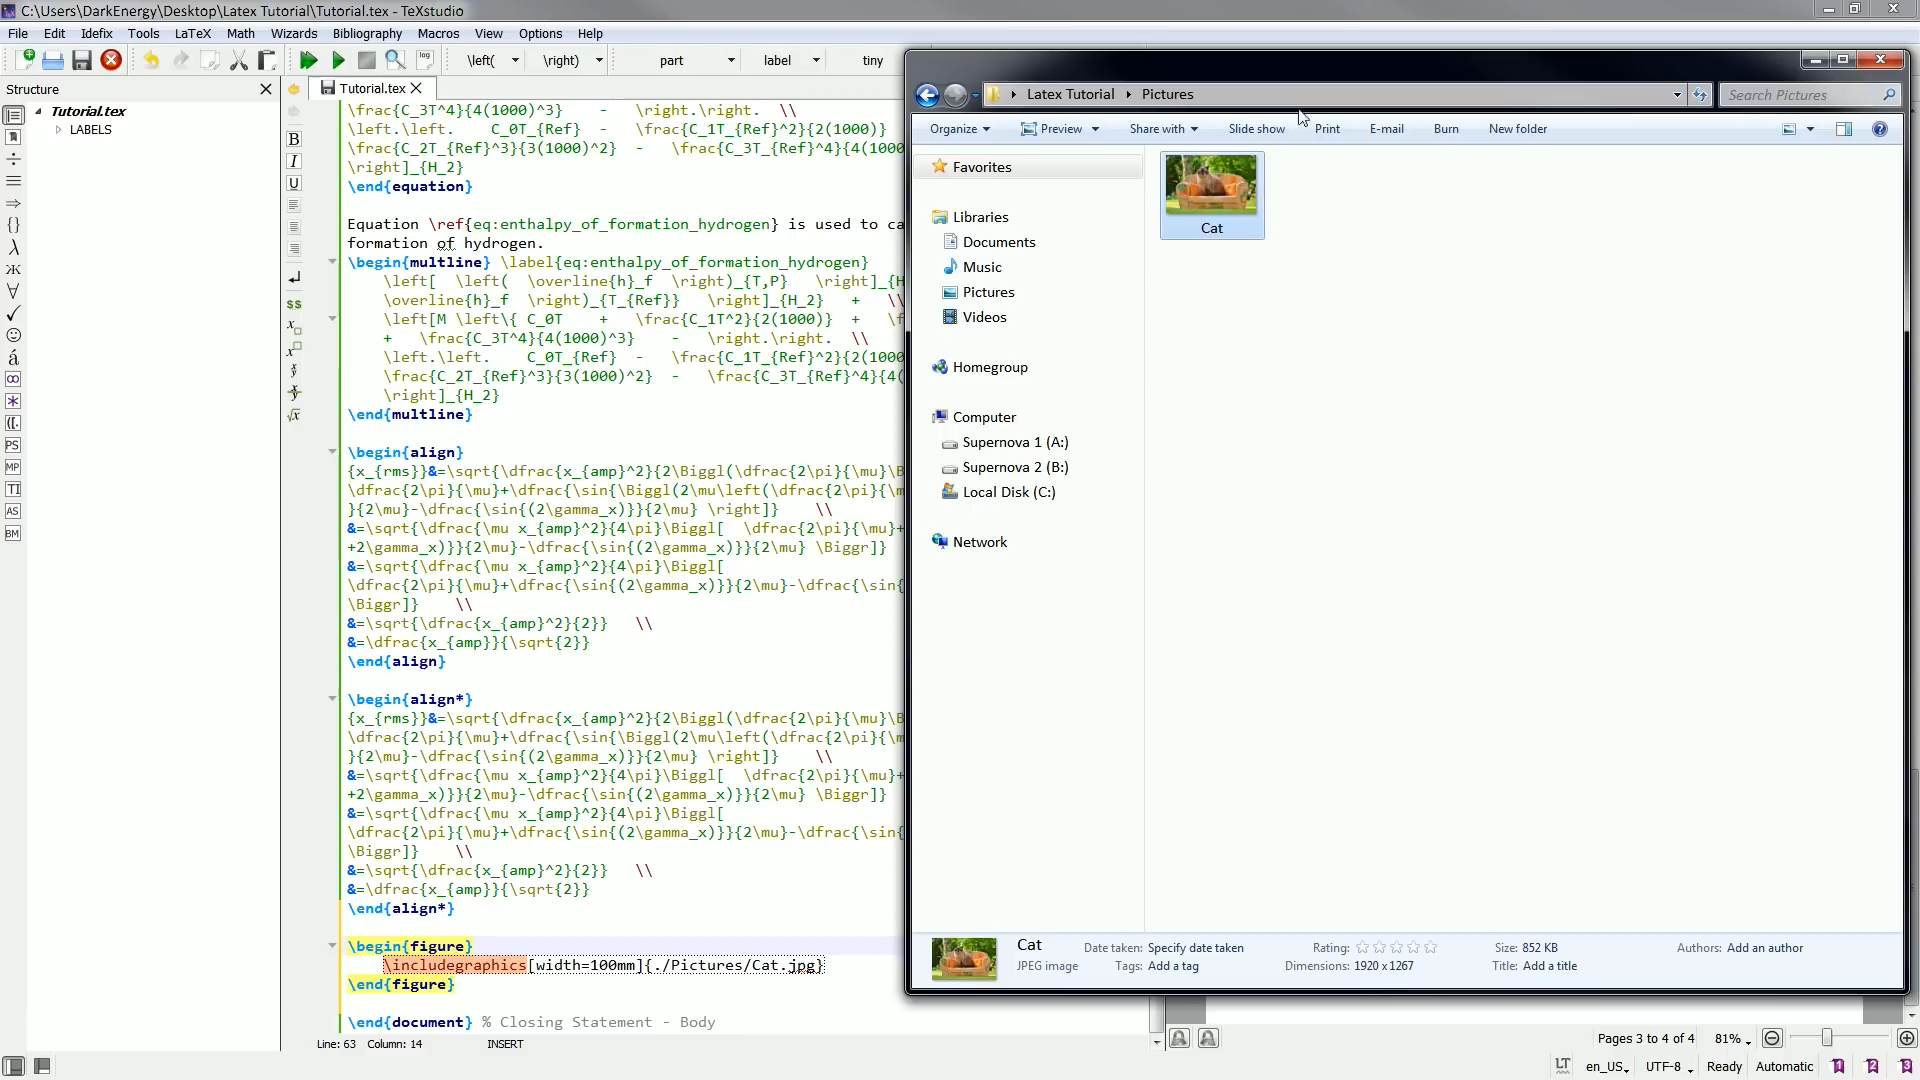 C:\Users\DarkEnergy\Desktop\Latex Tutorial\Tutorial.tex - TeXstudio
File Edit Idefix Tools LaTeX Math Wizards Bibliography Macros View Options Help
log \left( \right) part label tiny
Structure
Tutorial.tex
Tutorial.tex
LABELS
\frac{C_3T^4}{4(1000)^3} - \right.\right. \\
\left.\left. C_0T_{Ref} - \frac{C_1T_{Ref}^2}{2(1000)}
\frac{C_2T_{Ref}^3}{3(1000)^2} - \frac{C_3T_{Ref}^4}{4(1000
\right]_{H_2}
\end{equation}
Equation \ref{eq:enthalpy_of_formation_hydrogen} is used to ca
formation of hydrogen.
\begin{multline} \label{eq:enthalpy_of_formation_hydrogen}
\left[ \left( \overline{h}_f \right)_{T,P} \right]_{H
\overline{h}_f \right)_{T_{Ref}} \right]_{H_2} + \\
\left[M \left\{ C_0T + \frac{C_1T^2}{2(1000)} + \f
+ \frac{C_3T^4}{4(1000)^3} - \right.\right. \\
\left.\left. C_0T_{Ref} - \frac{C_1T_{Ref}^2}{2(1000
\frac{C_2T_{Ref}^3}{3(1000)^2} - \frac{C_3T_{Ref}^4}{4(
\right]_{H_2}
\end{multline}
\begin{align}
{x_{rms}}&=\sqrt{\dfrac{x_{amp}^2}{2\Biggl(\dfrac{2\pi}{\mu}\B
\dfrac{2\pi}{\mu}+\dfrac{\sin{\Biggl(2\mu\left(\dfrac{2\pi}{\m
}{2\mu}-\dfrac{\sin{(2\gamma_x)}}{2\mu} \right]} \\
&=\sqrt{\dfrac{\mu x_{amp}^2}{4\pi}\Biggl[ \dfrac{2\pi}{\mu}+
+2\gamma_x)}}{2\mu}-\dfrac{\sin{(2\gamma_x)}}{2\mu} \Biggr]}
&=\sqrt{\dfrac{\mu x_{amp}^2}{4\pi}\Biggl[
\dfrac{2\pi}{\mu}+\dfrac{\sin{(2\gamma_x)}}{2\mu}-\dfrac{\sin{
\Biggr]} \\
&=\sqrt{\dfrac{x_{amp}^2}{2}} \\
&=\dfrac{x_{amp}}{\sqrt{2}}
\end{align}
\begin{align*}
{x_{rms}}&=\sqrt{\dfrac{x_{amp}^2}{2\Biggl(\dfrac{2\pi}{\mu}\B
\dfrac{2\pi}{\mu}+\dfrac{\sin{\Biggl(2\mu\left(\dfrac{2\pi}{\m
}{2\mu}-\dfrac{\sin{(2\gamma_x)}}{2\mu} \right]} \\
&=\sqrt{\dfrac{\mu x_{amp}^2}{4\pi}\Biggl[ \dfrac{2\pi}{\mu}+
+2\gamma_x)}}{2\mu}-\dfrac{\sin{(2\gamma_x)}}{2\mu} \Biggr]}
&=\sqrt{\dfrac{\mu x_{amp}^2}{4\pi}\Biggl[
\dfrac{2\pi}{\mu}+\dfrac{\sin{(2\gamma_x)}}{2\mu}-\dfrac{\sin{
\Biggr]} \\
&=\sqrt{\dfrac{x_{amp}^2}{2}} \\
&=\dfrac{x_{amp}}{\sqrt{2}}
\end{align*}
\begin{figure}
\includegraphics[width=100mm]{./Pictures/Cat.jpg}
\end{figure}
\end{document} % Closing Statement - Body
Line: 63 Column: 14 INSERT
Latex Tutorial Pictures
Search Pictures
Organize Preview Share with Slide show Print E-mail Burn New folder
Favorites
Libraries
Documents
Music
Pictures
Videos
Homegroup
Computer
Supernova 1 (A:)
Supernova 2 (B:)
Local Disk (C:)
Network
Cat
Cat Date taken: Specify date taken Rating: Size: 852 KB Authors: Add an author
JPEG image Tags: Add a tag Dimensions: 1920 x 1267 Title: Add a title
Pages 3 to 4 of 4 81%
LT en_US UTF-8 Ready Automatic 1 2 3